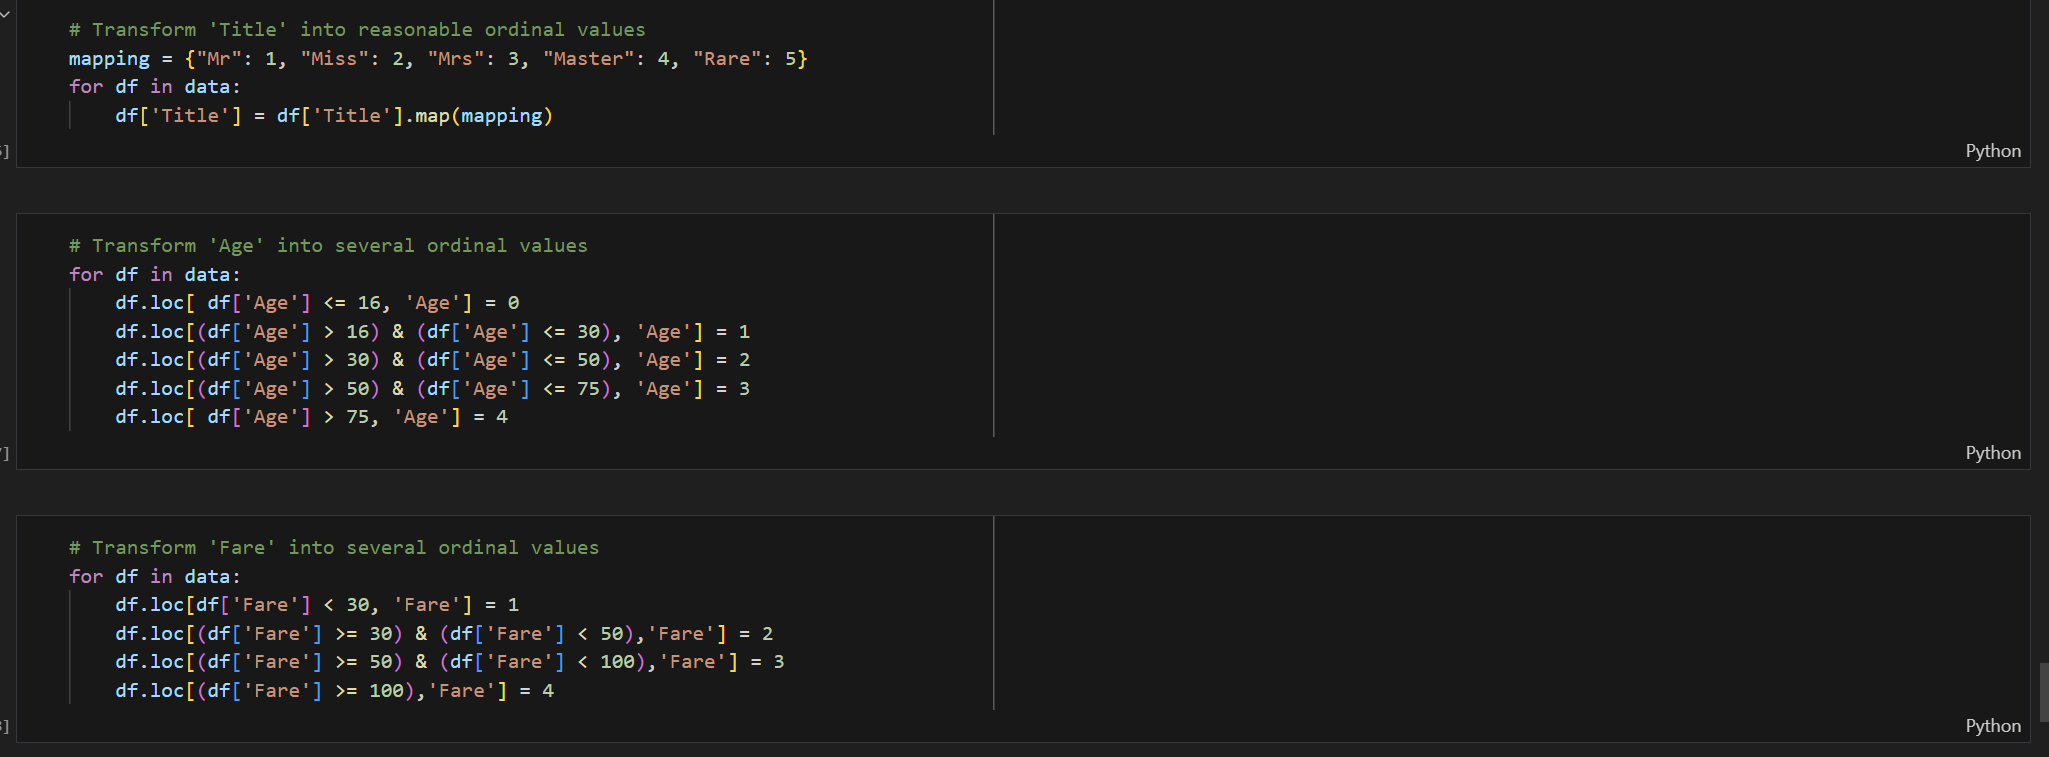 # Transform 'Title' into reasonable ordinal values
mapping = {"Mr": 1, "Miss": 2, "Mrs": 3, "Master": 4, "Rare": 5}
for df in data:
    df['Title'] = df['Title'].map(mapping)
]
Python
# Transform 'Age' into several ordinal values
for df in data:
    df.loc[ df['Age'] <= 16, 'Age'] = 0
    df.loc[(df['Age'] > 16) & (df['Age'] <= 30), 'Age'] = 1
    df.loc[(df['Age'] > 30) & (df['Age'] <= 50), 'Age'] = 2
    df.loc[(df['Age'] > 50) & (df['Age'] <= 75), 'Age'] = 3
    df.loc[ df['Age'] > 75, 'Age'] = 4
]
Python
# Transform 'Fare' into several ordinal values
for df in data:
    df.loc[df['Fare'] < 30, 'Fare'] = 1
    df.loc[(df['Fare'] >= 30) & (df['Fare'] < 50),'Fare'] = 2
    df.loc[(df['Fare'] >= 50) & (df['Fare'] < 100),'Fare'] = 3
    df.loc[(df['Fare'] >= 100),'Fare'] = 4
]
Python